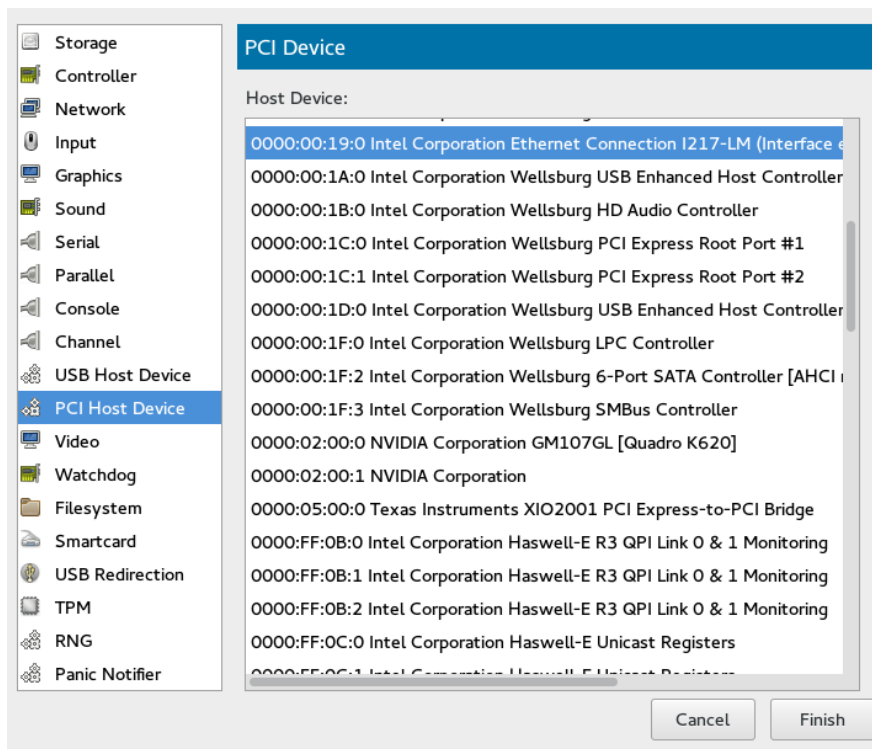 Storage
Controller
Network
Input
Graphics
Sound
Serial
Parallel
Console
Channel
USB Host Device
PCI Host Device
Video
Watchdog
Filesystem
Smartcard
USB Redirection
TPM
RNG
Panic Notifier
PCI Device
Host Device:
0000:00:19:0 Intel Corporation Ethernet Connection I217-LM (Interface e
0000:00:1A:0 Intel Corporation Wellsburg USB Enhanced Host Controller
0000:00:1B:0 Intel Corporation Wellsburg HD Audio Controller
0000:00:1C:0 Intel Corporation Wellsburg PCI Express Root Port #1
0000:00:1C:1 Intel Corporation Wellsburg PCI Express Root Port #2
0000:00:1D:0 Intel Corporation Wellsburg USB Enhanced Host Controller
0000:00:1F:0 Intel Corporation Wellsburg LPC Controller
0000:00:1F:2 Intel Corporation Wellsburg 6-Port SATA Controller [AHCI
0000:00:1F:3 Intel Corporation Wellsburg SMBus Controller
0000:02:00:0 NVIDIA Corporation GM107GL [Quadro K620]
0000:02:00:1 NVIDIA Corporation
0000:05:00:0 Texas Instruments XIO2001 PCI Express-to-PCI Bridge
0000:FF:0B:0 Intel Corporation Haswell-E R3 QPI Link 0 & 1 Monitoring
0000:FF:0B:1 Intel Corporation Haswell-E R3 QPI Link 0 & 1 Monitoring
0000:FF:0B:2 Intel Corporation Haswell-E R3 QPI Link 0 & 1 Monitoring
0000:FF:0C:0 Intel Corporation Haswell-E Unicast Registers
0000:FF:0C:1 Intel Corporation Haswell-E Unicast Registers
Cancel
Finish